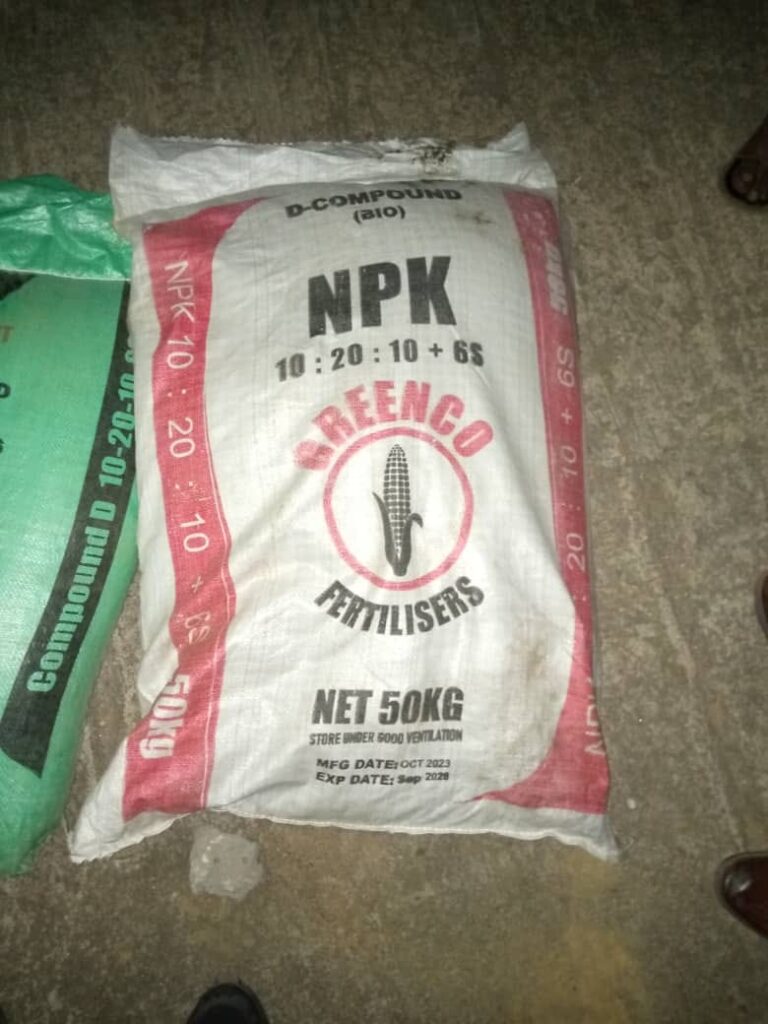 D-COMPOUND
(BIO)
NPK
10 : 20 : 10 + 6S
GREENCO
FERTILISERS
NET 50KG
STORE UNDER GOOD VENTILATION
MFG DATE: OCT 2023
EXP DATE: Sep 2028
NPK 10 : 20 : 10 + 6S 50kg
: 20 : 10 + 6S
Compound D 10-20-10